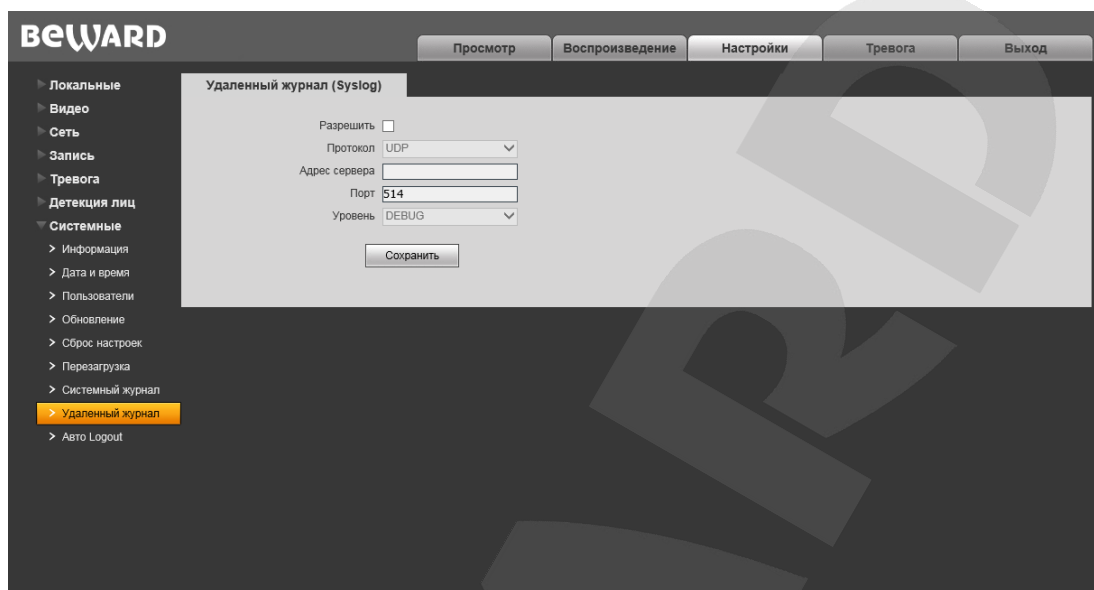 BEWARD
Просмотр
Воспроизведение
Настройки
Тревога
Выход
Локальные
Видео
Сеть
Запись
Тревога
Детекция лиц
Системные
Информация
Дата и время
Пользователи
Обновление
Сброс настроек
Перезагрузка
Системный журнал
Удаленный журнал
Авто Logout
Удаленный журнал (Syslog)
Разрешить
Протокол UDP
Адрес сервера
Порт 514
Уровень DEBUG
Сохранить